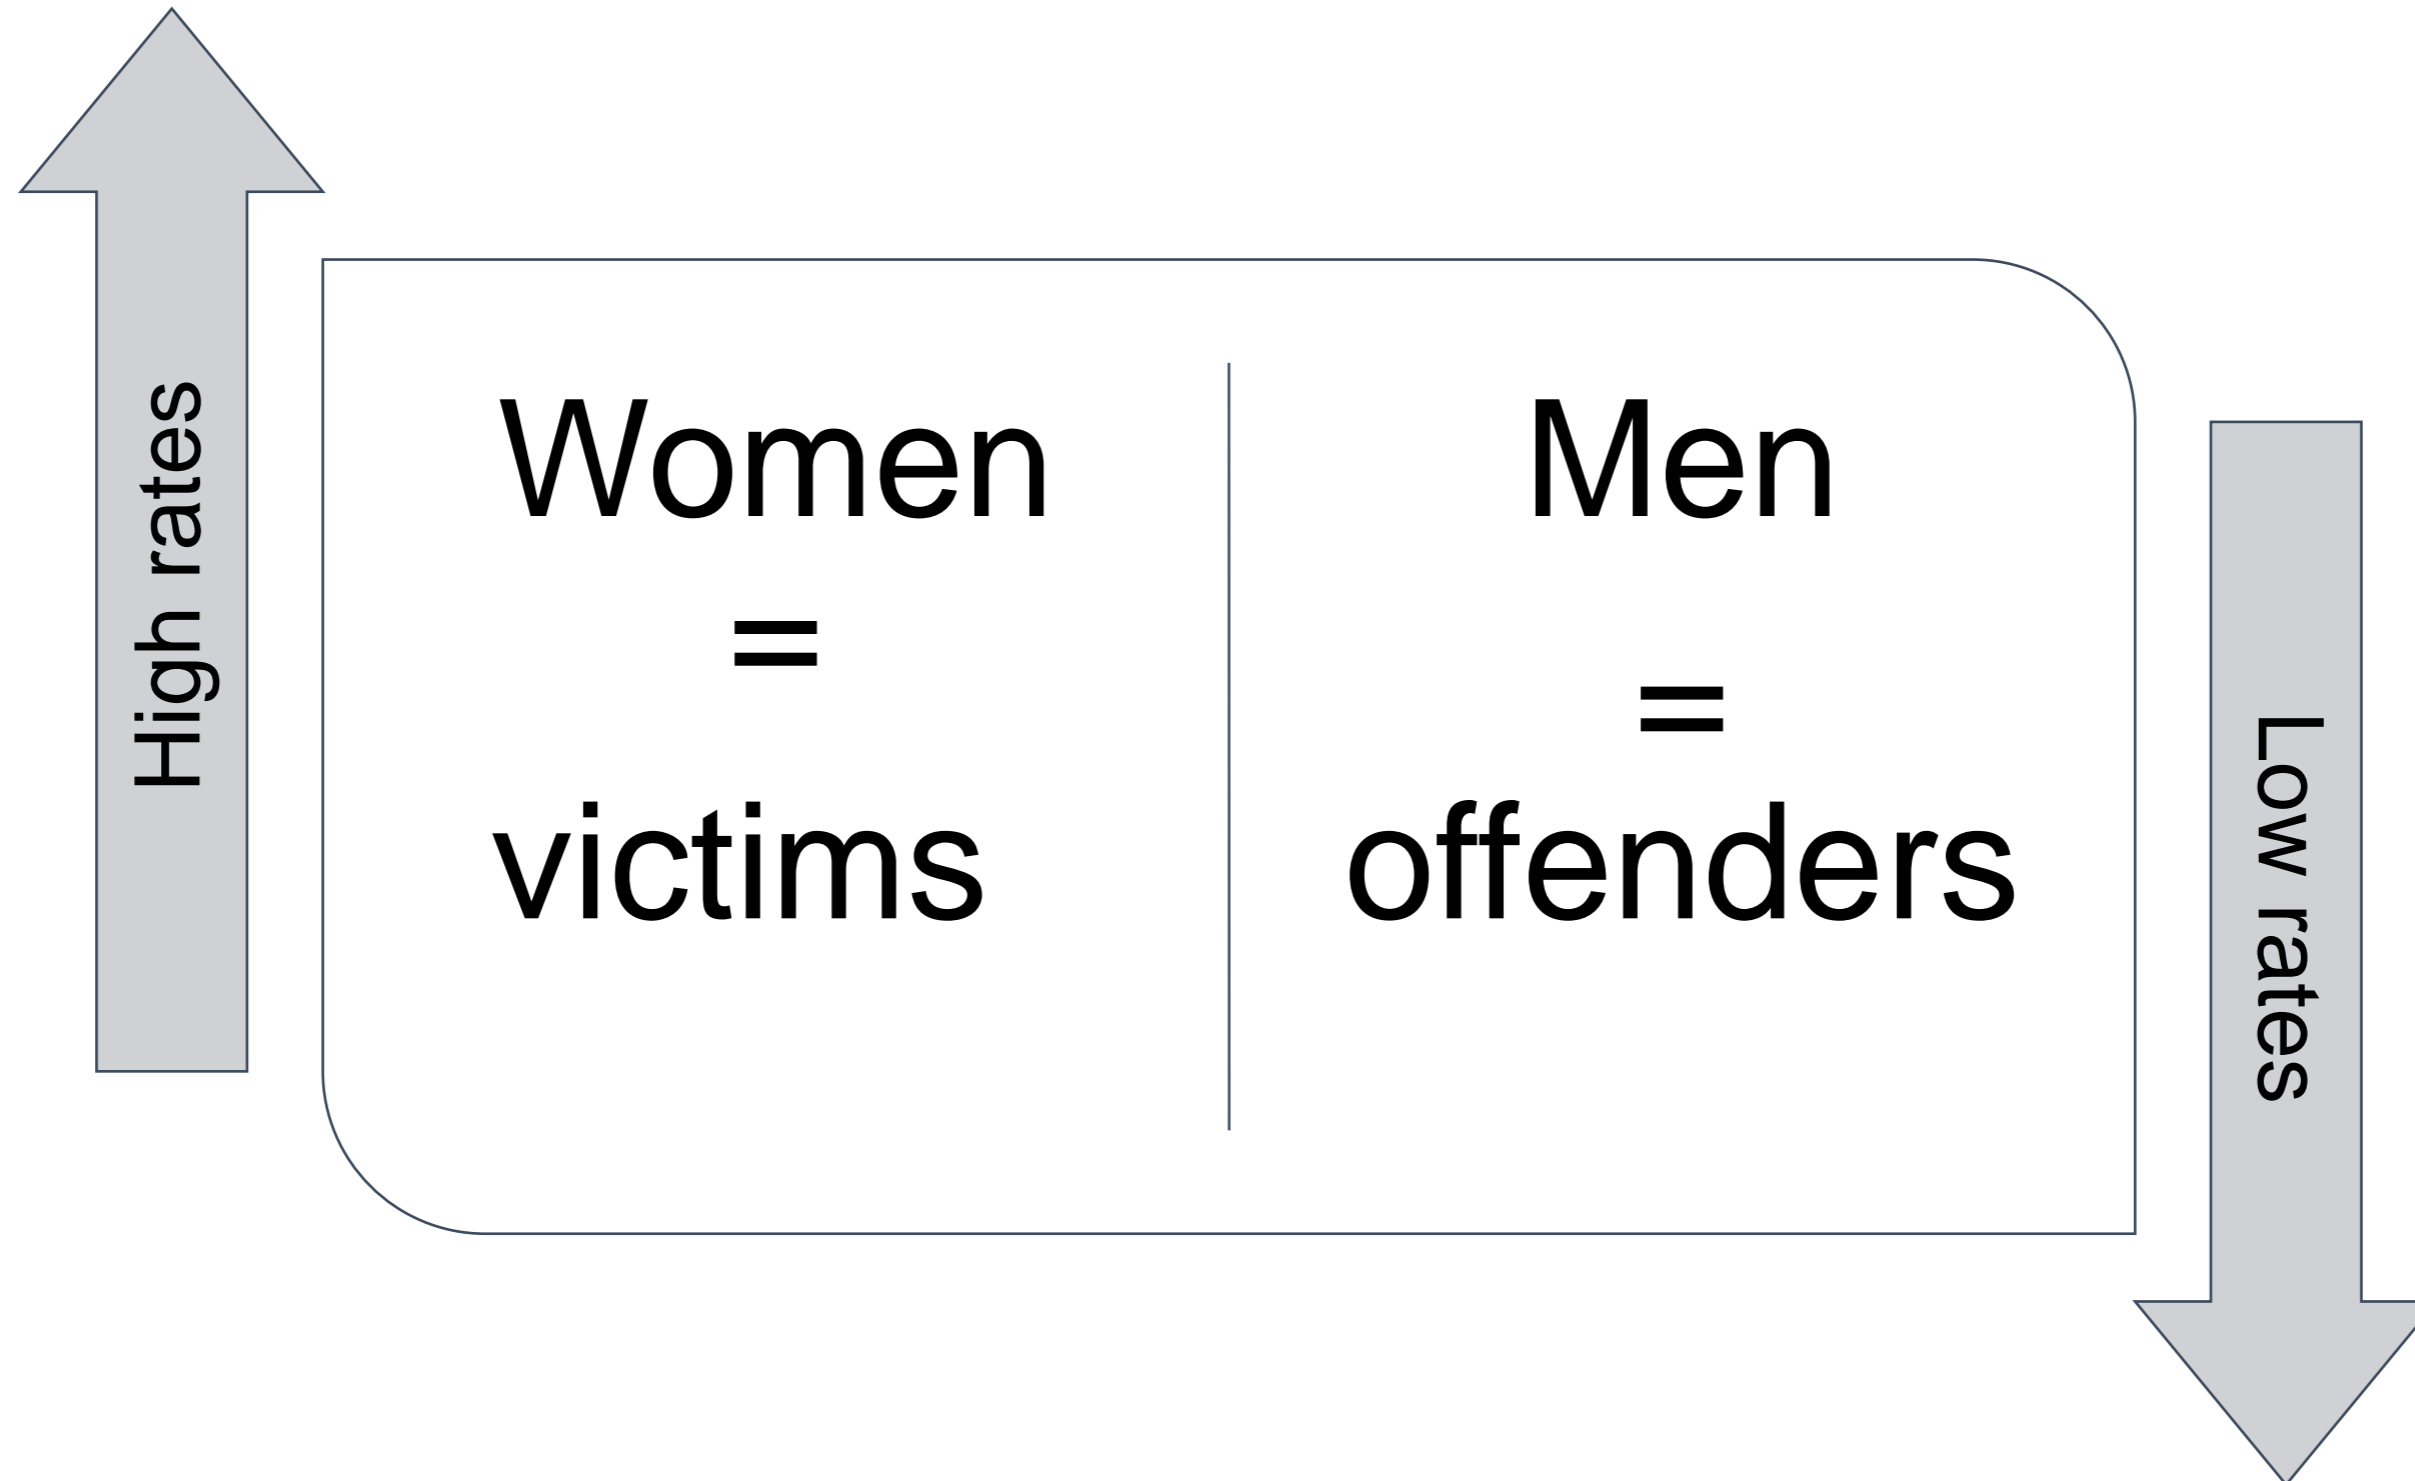 High rates
Women
=
victims
Men
=
offenders
Low rates